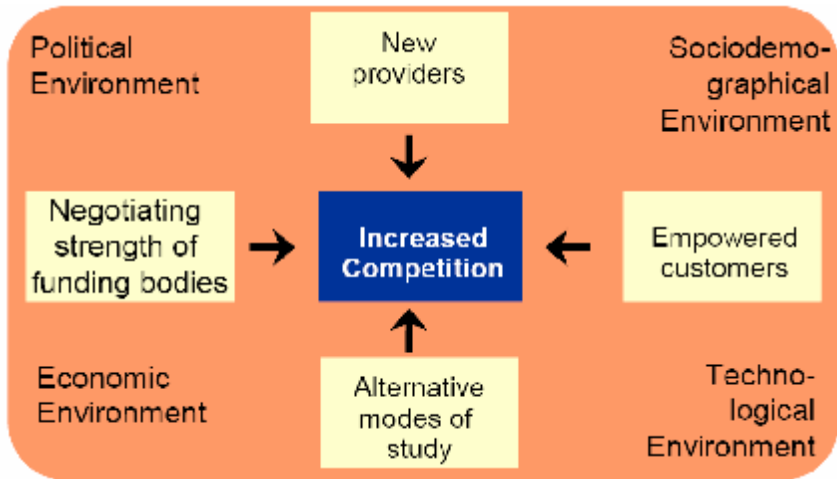 Political
Environment
New
providers
Sociodemo-
graphical
Environment
Negotiating
strength of
funding bodies
Increased
Competition
Empowered
customers
Economic
Environment
Alternative
modes of
study
Techno-
logical
Environment